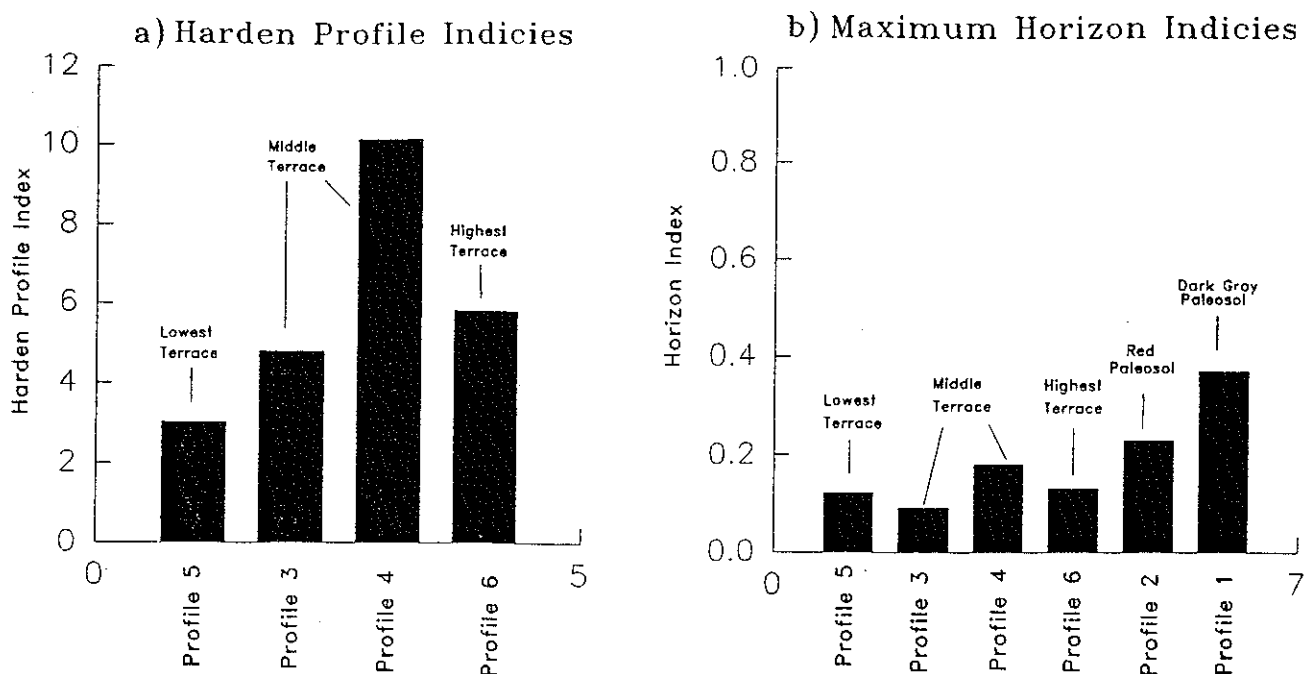 a) Harden Profile Indicies
Harden Profile Index
12
10
8
6
4
2
0
0
5
Lowest
Terrace
Middle
Terrace
Highest
Terrace
Profile 5
Profile 3
Profile 4
Profile 6
b) Maximum Horizon Indicies
Horizon Index
1.0
0.8
0.6
0.4
0.2
0.0
0
7
Lowest
Terrace
Middle
Terrace
Highest
Terrace
Red
Paleosol
Dark Gray
Paleosol
Profile 5
Profile 3
Profile 4
Profile 6
Profile 2
Profile 1